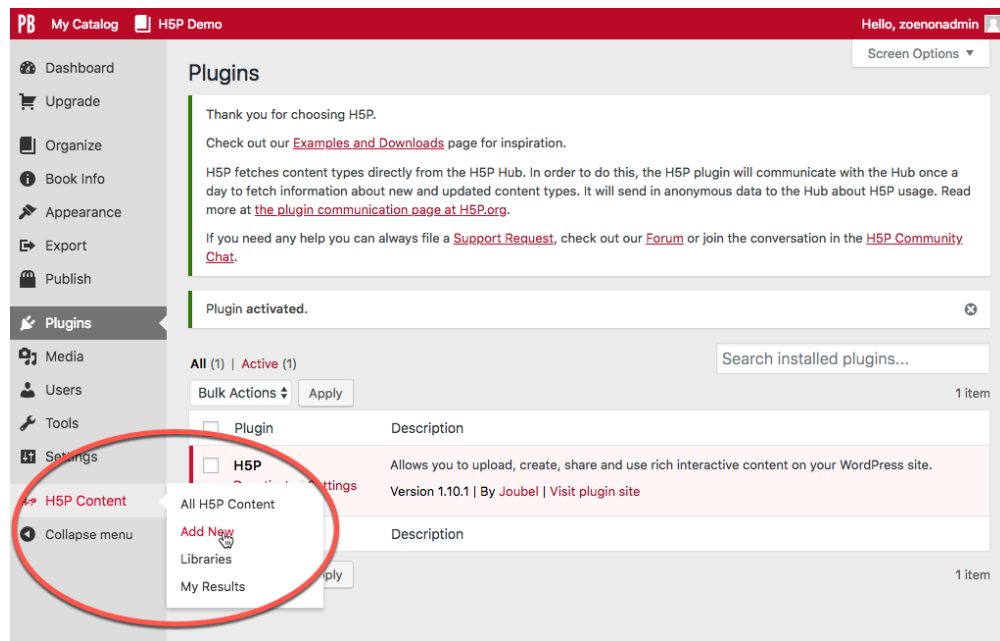 PB My Catalog H5P Demo Hello, zoenonadmin
Screen Options
Dashboard
Upgrade
Organize
Book Info
Appearance
Export
Publish
Plugins
Media
Users
Tools
Settings
H5P Content
Collapse menu
All H5P Content
Add New
Libraries
My Results
Plugins
Thank you for choosing H5P.
Check out our Examples and Downloads page for inspiration.
H5P fetches content types directly from the H5P Hub. In order to do this, the H5P plugin will communicate with the Hub once a
day to fetch information about new and updated content types. It will send in anonymous data to the Hub about H5P usage. Read
more at the plugin communication page at H5P.org.
If you need any help you can always file a Support Request, check out our Forum or join the conversation in the H5P Community
Chat.
Plugin activated.
All (1) | Active (1)
Search installed plugins...
Bulk Actions Apply
1 item
Plugin Description
H5P Allows you to upload, create, share and use rich interactive content on your WordPress site.
Version 1.10.1 | By Joubel | Visit plugin site
Description
1 item